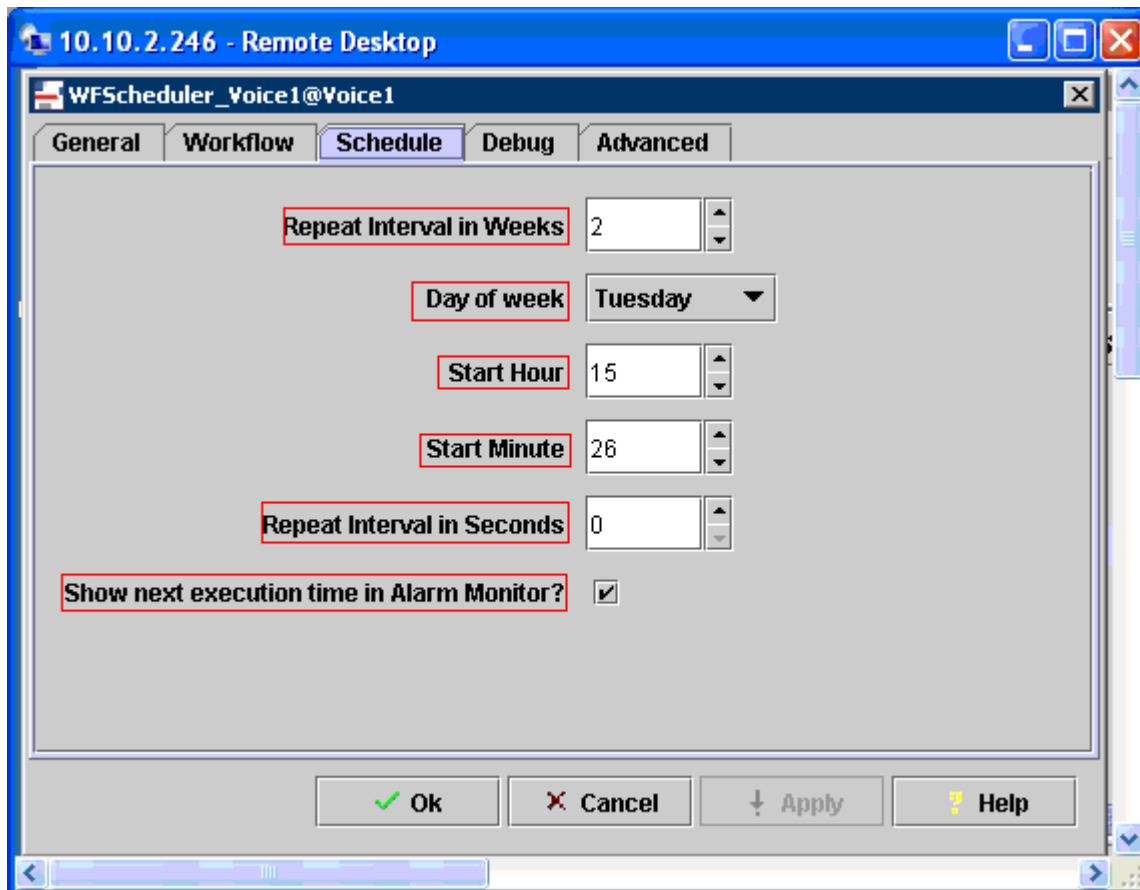 10.10.2.246 - Remote Desktop
WFScheduler_Voice1@Voice1
General Workflow Schedule Debug Advanced
Repeat Interval in Weeks 2
Day of week Tuesday
Start Hour 15
Start Minute 26
Repeat Interval in Seconds 0
Show next execution time in Alarm Monitor?
Ok Cancel Apply Help